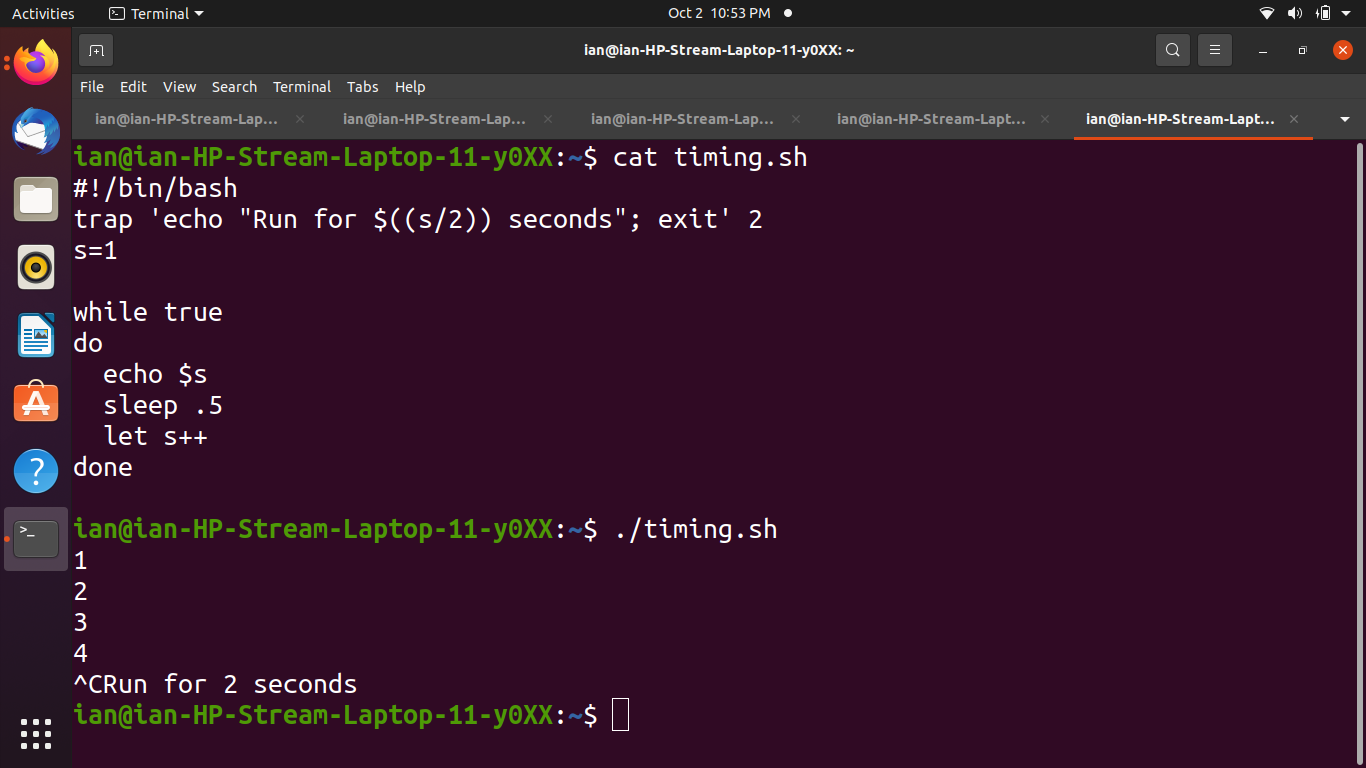 Activities Terminal Oct 2 10:53 PM
ian@ian-HP-Stream-Laptop-11-y0XX: ~
File Edit View Search Terminal Tabs Help
ian@ian-HP-Stream-Lap... ian@ian-HP-Stream-Lap... ian@ian-HP-Stream-Lap... ian@ian-HP-Stream-Lapt... ian@ian-HP-Stream-Lapt...
ian@ian-HP-Stream-Laptop-11-y0XX:~$ cat timing.sh
#!/bin/bash
trap 'echo "Run for $((s/2)) seconds"; exit' 2
s=1
while true
do
  echo $s
  sleep .5
  let s++
done
ian@ian-HP-Stream-Laptop-11-y0XX:~$ ./timing.sh
1
2
3
4
^CRun for 2 seconds
ian@ian-HP-Stream-Laptop-11-y0XX:~$